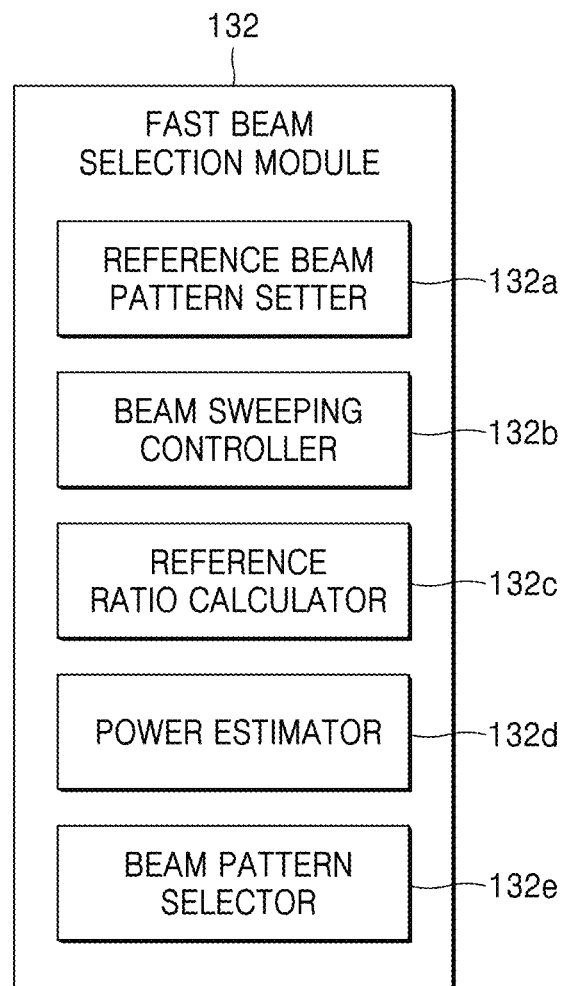 132
FAST BEAM
SELECTION MODULE
REFERENCE BEAM
PATTERN SETTER
132a
BEAM SWEEPING
CONTROLLER
132b
REFERENCE
RATIO CALCULATOR
132c
POWER ESTIMATOR
132d
BEAM PATTERN
SELECTOR
132e